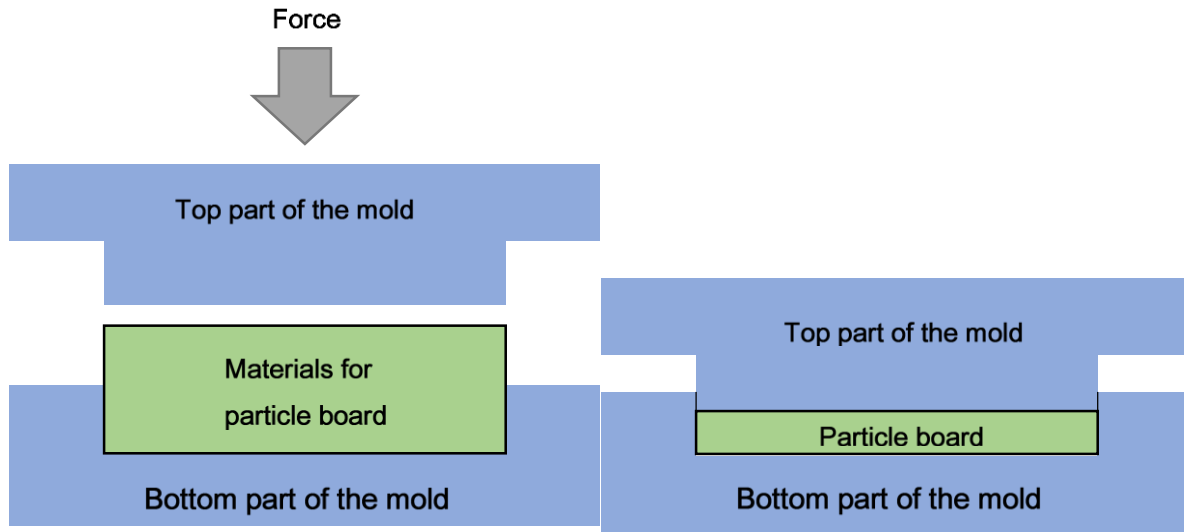 Force
Top part of the mold
Materials for
particle board
Bottom part of the mold
Top part of the mold
Particle board
Bottom part of the mold